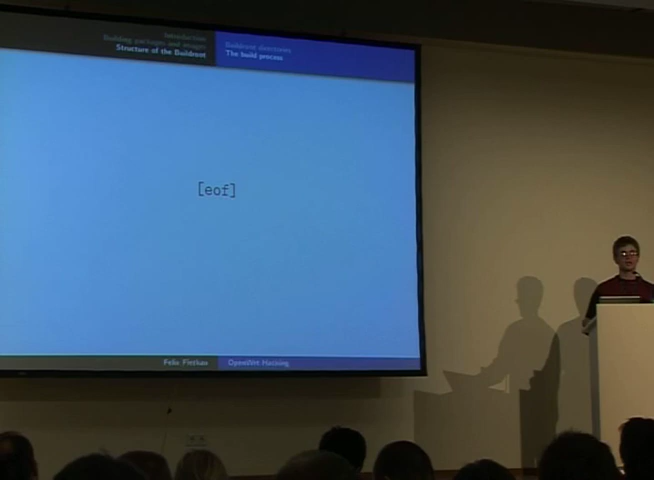 Introduction
Building packages and images
Structure of the Buildroot
Buildroot directories
The build process
[eof]
Felix Fietkau
OpenWrt Hacking